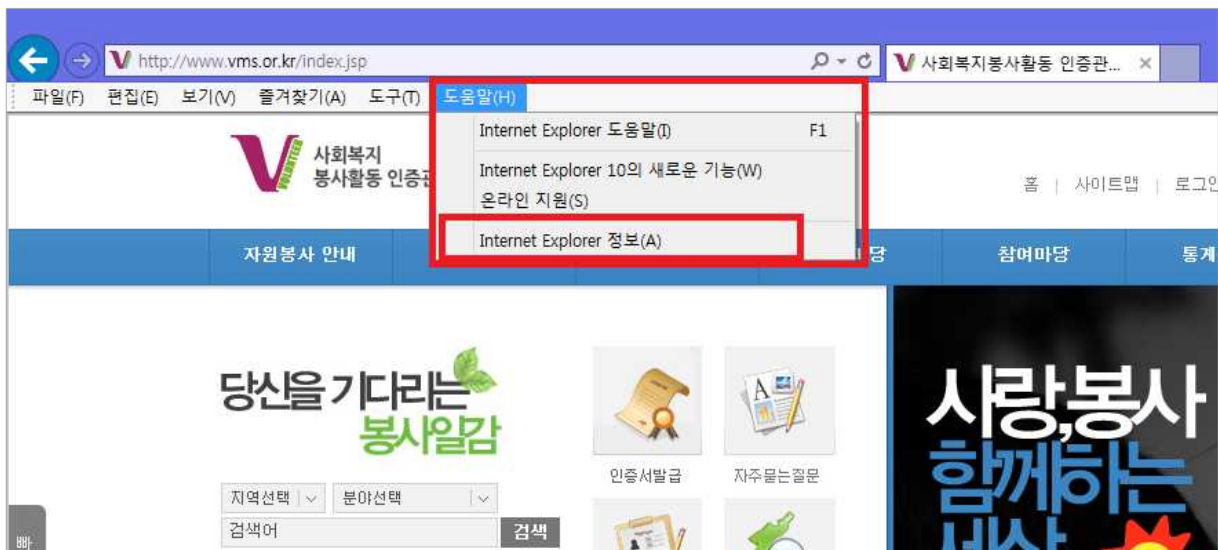 http://www.vms.or.kr/index.jsp
사회복지봉사활동 인증관...
파일(F) 편집(E) 보기(V) 즐겨찾기(A) 도구(T) 도움말(H)
Internet Explorer 도움말(I) F1
Internet Explorer 10의 새로운 기능(W)
온라인 지원(S)
Internet Explorer 정보(A)
VOLUNTEER
사회복지
봉사활동 인증관
홈 | 사이트맵 | 로그인
자원봉사 안내 당 참여마당 통계
당신을 기다리는
봉사일감
인증서발급 자주묻는질문
지역선택 분야선택
검색어 검색
빠
사랑,봉사
함께하는
세상